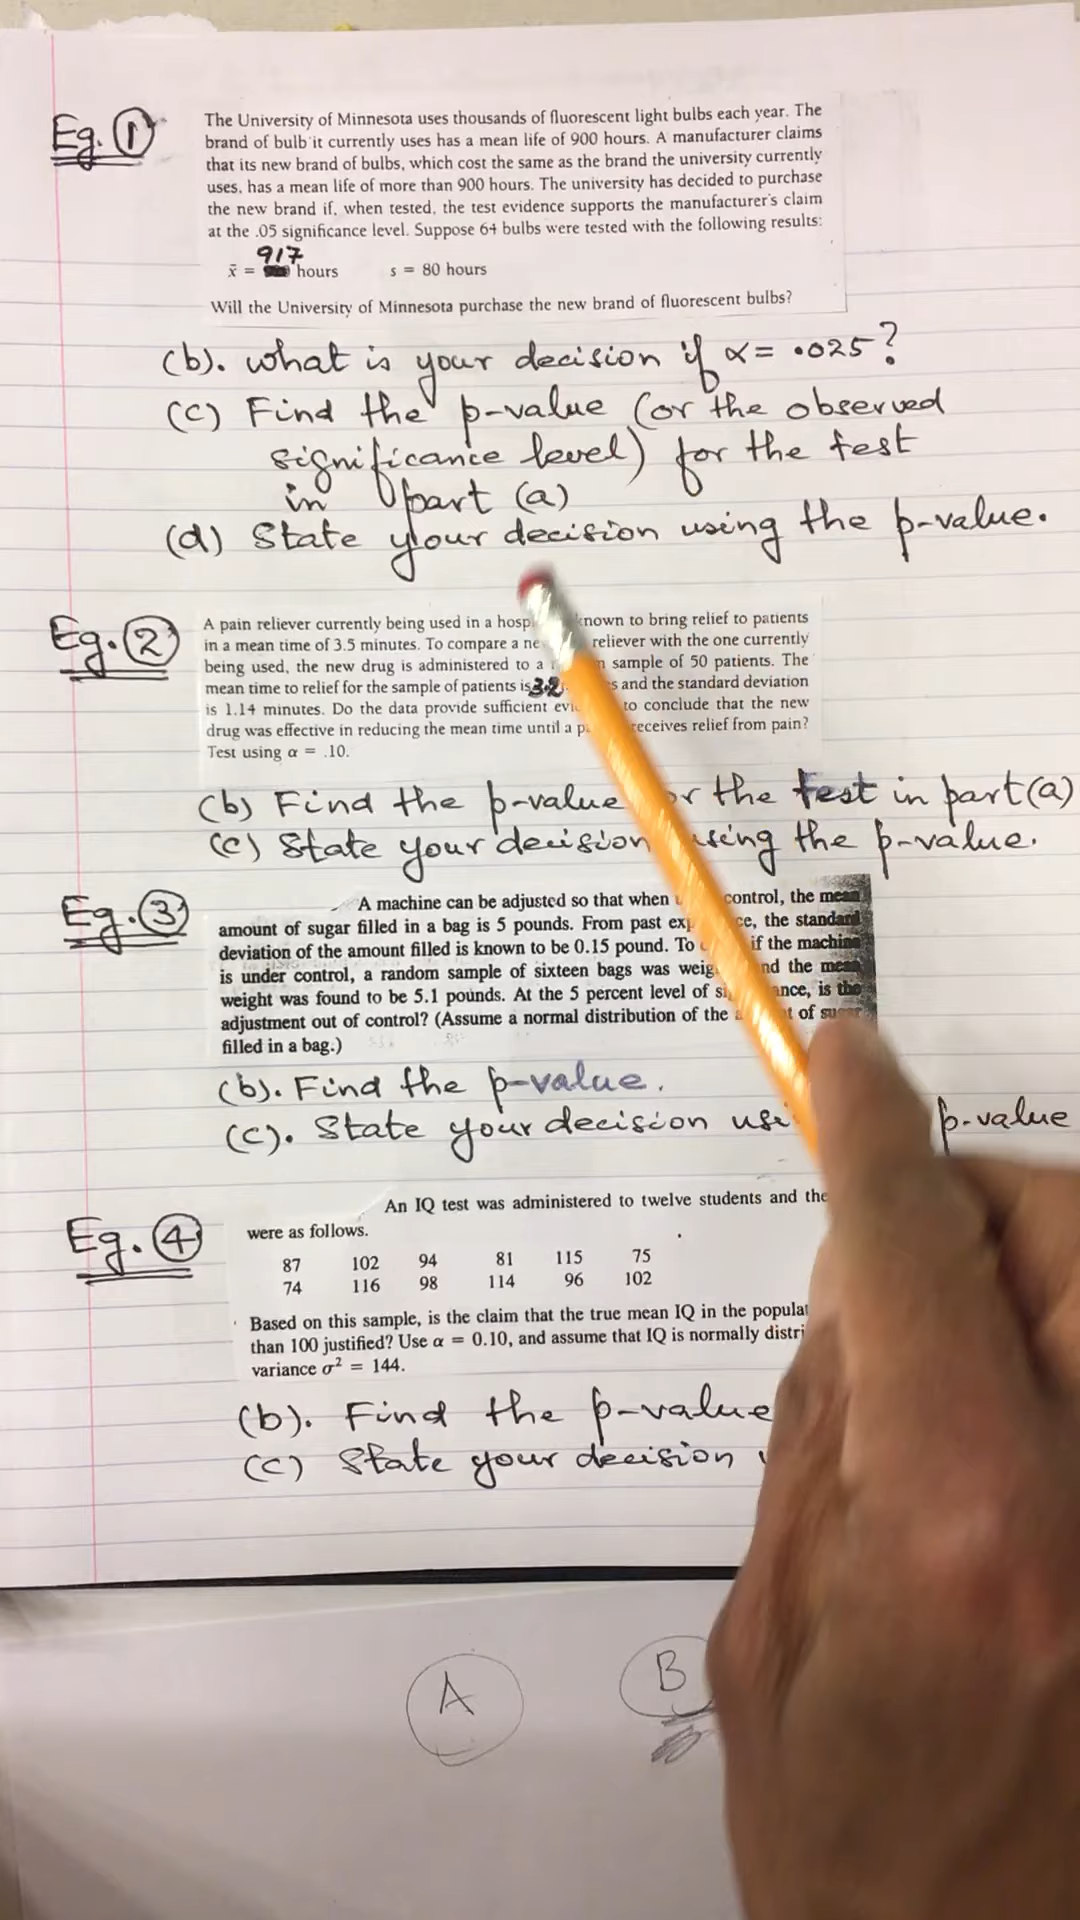 Eg. ①
The University of Minnesota uses thousands of fluorescent light bulbs each year. The
brand of bulb it currently uses has a mean life of 900 hours. A manufacturer claims
that its new brand of bulbs, which cost the same as the brand the university currently
uses, has a mean life of more than 900 hours. The university has decided to purchase
the new brand if, when tested, the test evidence supports the manufacturer's claim
at the .05 significance level. Suppose 64 bulbs were tested with the following results:
917
x̄ = hours s = 80 hours
Will the University of Minnesota purchase the new brand of fluorescent bulbs?
(b). What is your decision if α = .025?
(c) Find the p-value (or the observed
significance level) for the test
in part (a)
(d) State your decision using the p-value.
Eg. ②
A pain reliever currently being used in a known to bring relief to patients
in a mean time of 3.5 minutes. To compare a reliever with the one currently
being used, the new drug is administered to a sample of 50 patients. The
mean time to relief for the sample of patients is 3.2 and the standard deviation
is 1.14 minutes. Do the data provide sufficient to conclude that the new
drug was effective in reducing the mean time until a receives relief from pain?
Test using α = .10.
(b) Find the p-value the test in part (a)
(c) State your decision using the p-value.
Eg. ③
A machine can be adjusted so that when control, the mean
amount of sugar filled in a bag is 5 pounds. From past the standard
deviation of the amount filled is known to be 0.15 pound. To if the machine
is under control, a random sample of sixteen bags was and the mean
weight was found to be 5.1 pounds. At the 5 percent level of is the
adjustment out of control? (Assume a normal distribution of the of sugar
filled in a bag.)
(b). Find the p-value.
(c). State your decision p-value
Eg. ④
An IQ test was administered to twelve students and the
were as follows.
87 102 94 81 115 75
74 116 98 114 96 102
Based on this sample, is the claim that the true mean IQ in the
than 100 justified? Use α = 0.10, and assume that IQ is normally
variance σ² = 144.
(b). Find the p-value
(c) State your decision
A
B